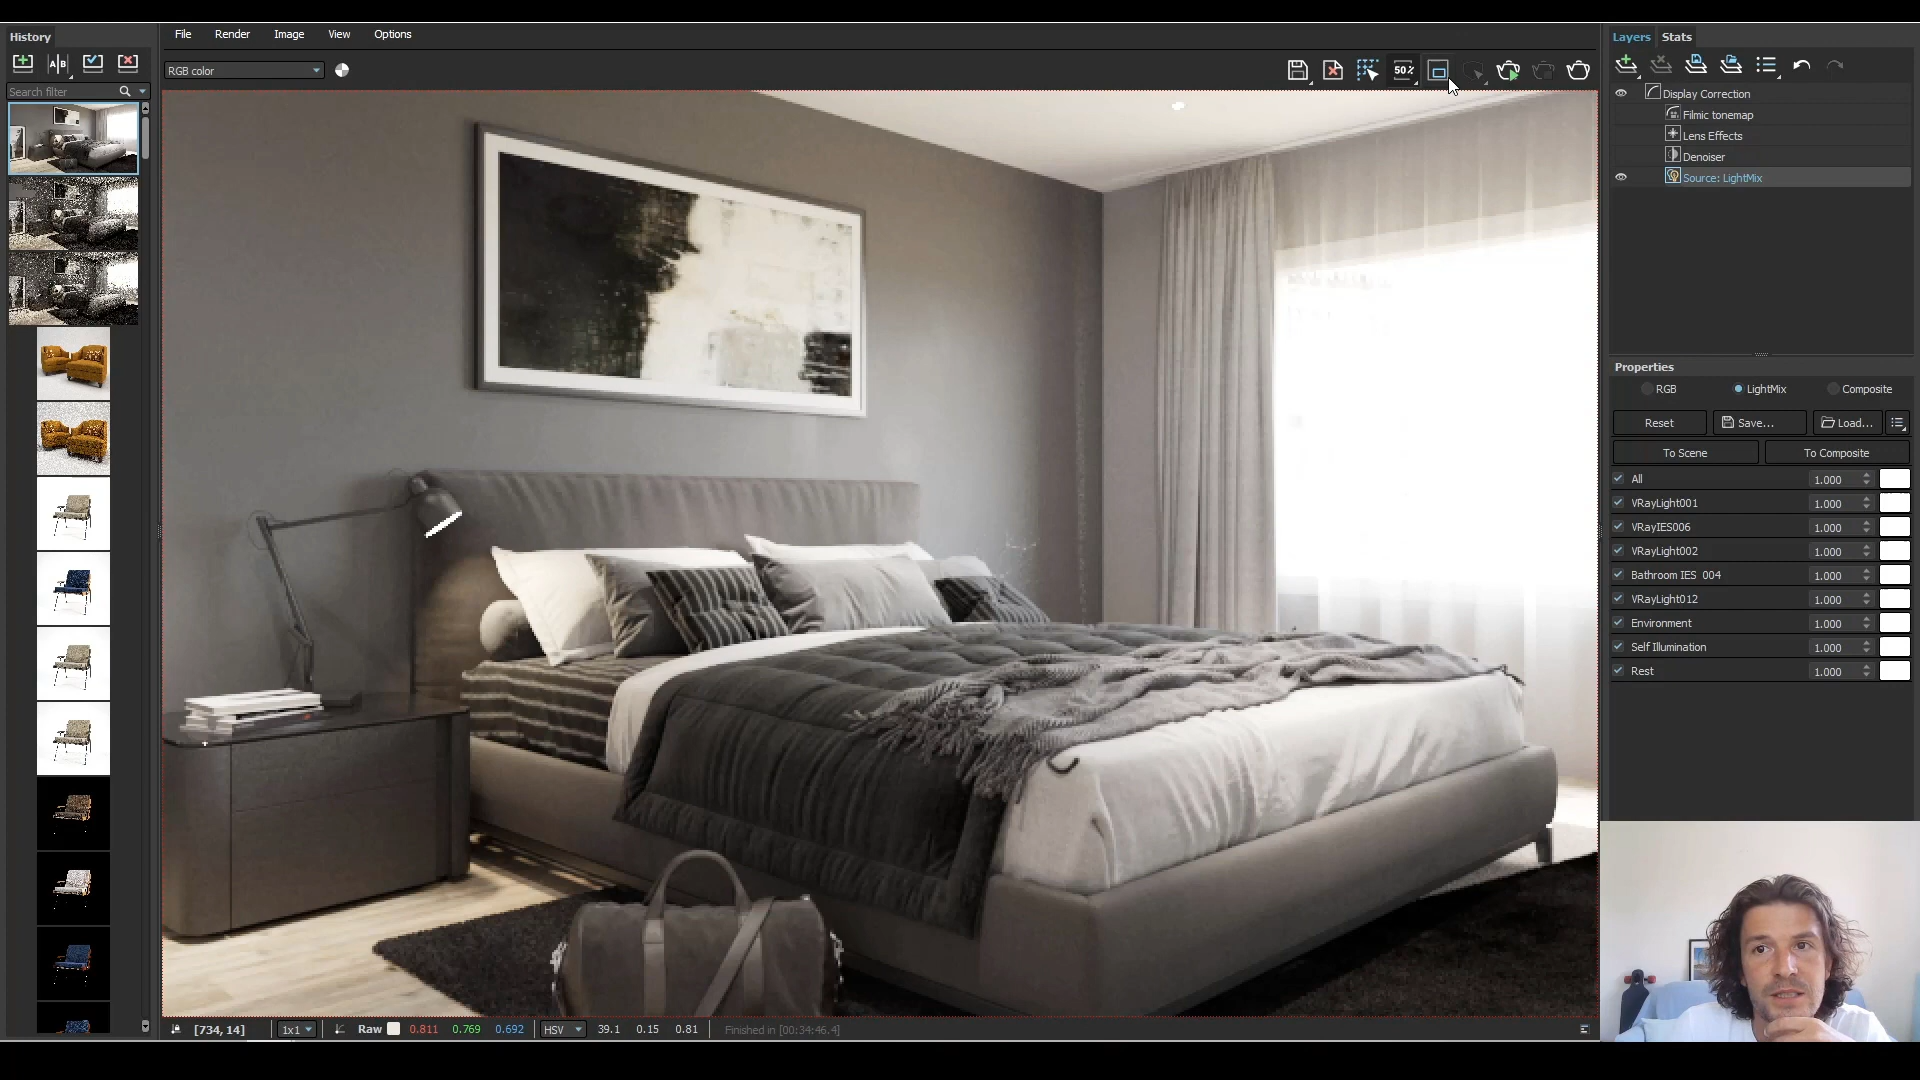 History
File Render Image View Options
Layers Stats
A B
RGB color
50%
Search filter
Display Correction
Filmic tonemap
Lens Effects
Denoiser
Source: LightMix
Properties
RGB LightMix Composite
Reset Save... Load...
To Scene To Composite
All 1.000
VRayLight001 1.000
VRayIES006 1.000
VRayLight002 1.000
Bathroom IES 004 1.000
VRayLight012 1.000
Environment 1.000
Self Illumination 1.000
Rest 1.000
[734, 14] 1x1 Raw 0.811 0.769 0.692 HSV 39.1 0.15 0.81 Finished in [00:34:46.4]